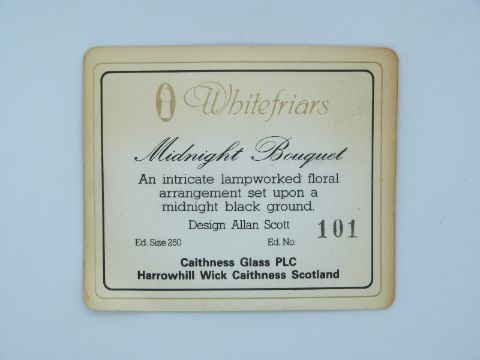 Whitefriars
Midnight Bouquet
An intricate lampworked floral
arrangement set upon a
midnight black ground.
Design Allan Scott
Ed. Size 250 Ed. No: 101
Caithness Glass PLC
Harrowhill Wick Caithness Scotland